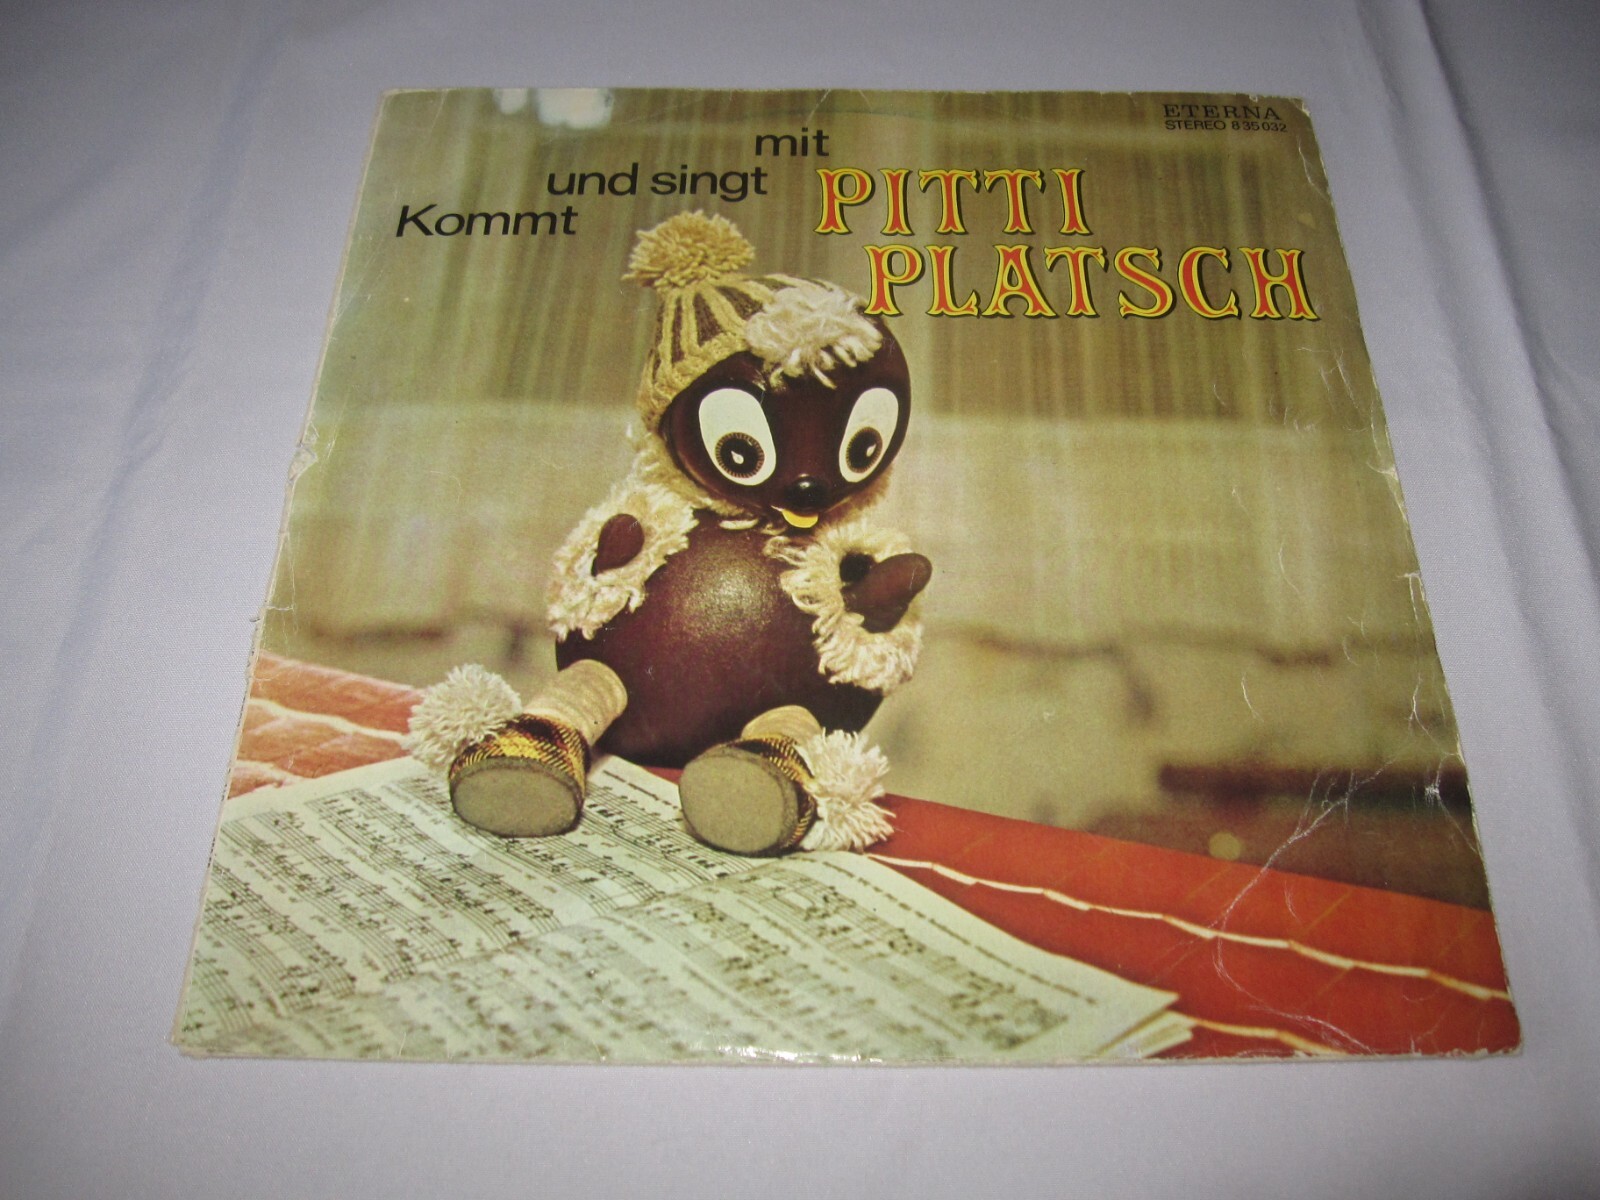 ETERNA
STEREO 8 35 032
Kommt
und singt
mit
PITTI
PLATSCH